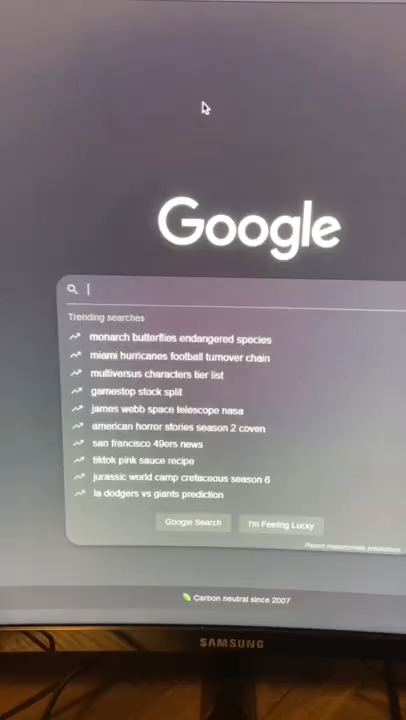 Google
Trending searches
monarch butterflies endangered species
miami hurricanes football turnover chain
multiversus characters tier list
gamestop stock split
james webb space telescope nasa
american horror stories season 2 coven
san francisco 49ers news
tiktok pink sauce recipe
jurassic world camp cretaceous season 6
la dodgers vs giants prediction
Google Search
I'm Feeling Lucky
Report inappropriate predictions
Carbon neutral since 2007
SAMSUNG